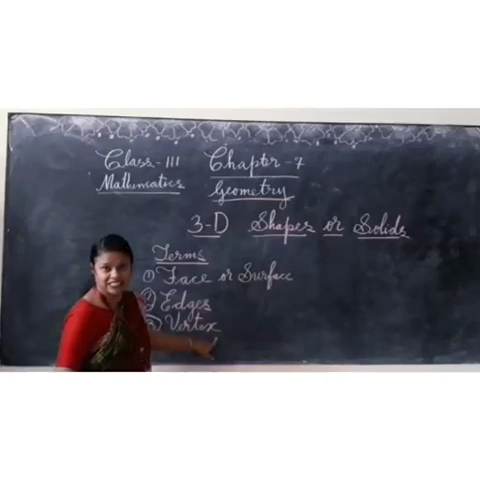 Class-III Chapter-7
Mathematics Geometry
3-D Shapes or Solids
Terms
① Face or Surface
② Edges
③ Vertex